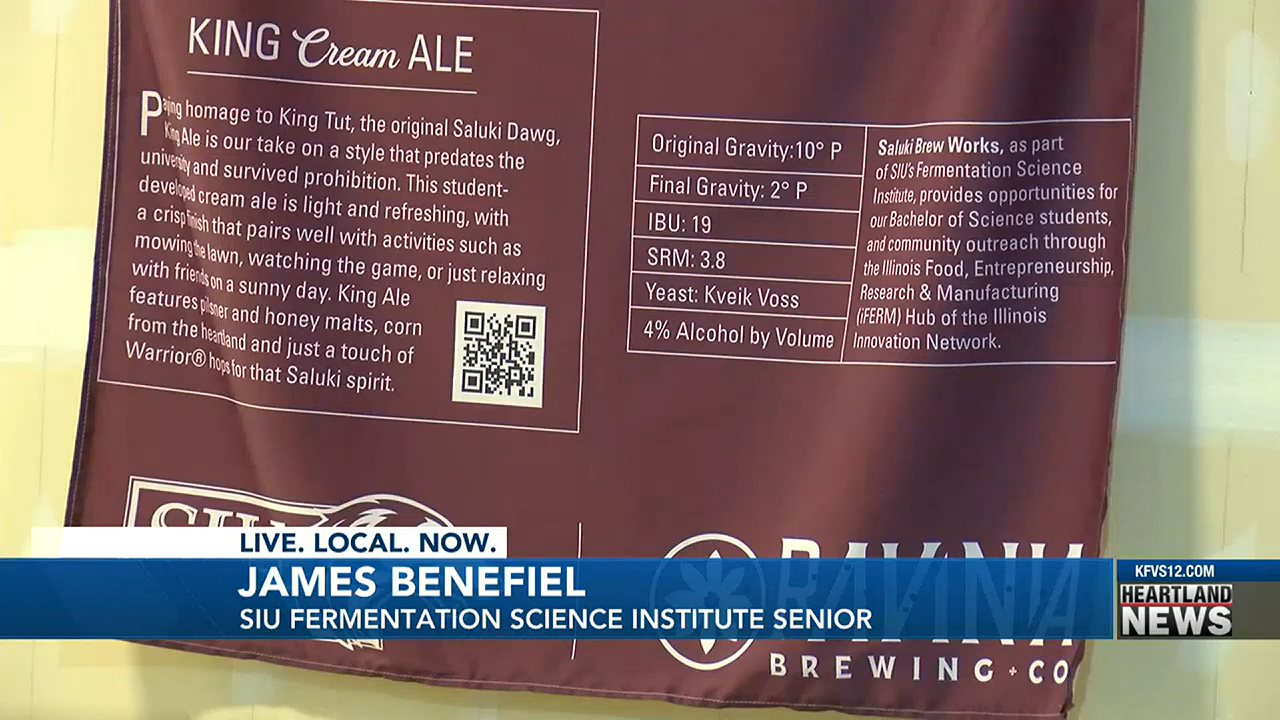 KING Cream ALE
Paying homage to King Tut, the original Saluki Dawg,
King Ale is our take on a style that predates the
university and survived prohibition. This student-
developed cream ale is light and refreshing, with
a crisp finish that pairs well with activities such as
mowing the lawn, watching the game, or just relaxing
with friends on a sunny day. King Ale
features pilsner and honey malts, corn
from the heartland and just a touch of
Warrior® hops for that Saluki spirit.
Original Gravity:10° P
Final Gravity: 2° P
IBU: 19
SRM: 3.8
Yeast: Kveik Voss
4% Alcohol by Volume
Saluki Brew Works, as part
of SIU's Fermentation Science
Institute, provides opportunities for
our Bachelor of Science students,
and community outreach through
the Illinois Food, Entrepreneurship,
Research & Manufacturing
(iFERM) Hub of the Illinois
Innovation Network.
SIU
RAVINIA
BREWING CO
LIVE. LOCAL. NOW.
JAMES BENEFIEL
SIU FERMENTATION SCIENCE INSTITUTE SENIOR
KFVS12.COM
HEARTLAND
NEWS